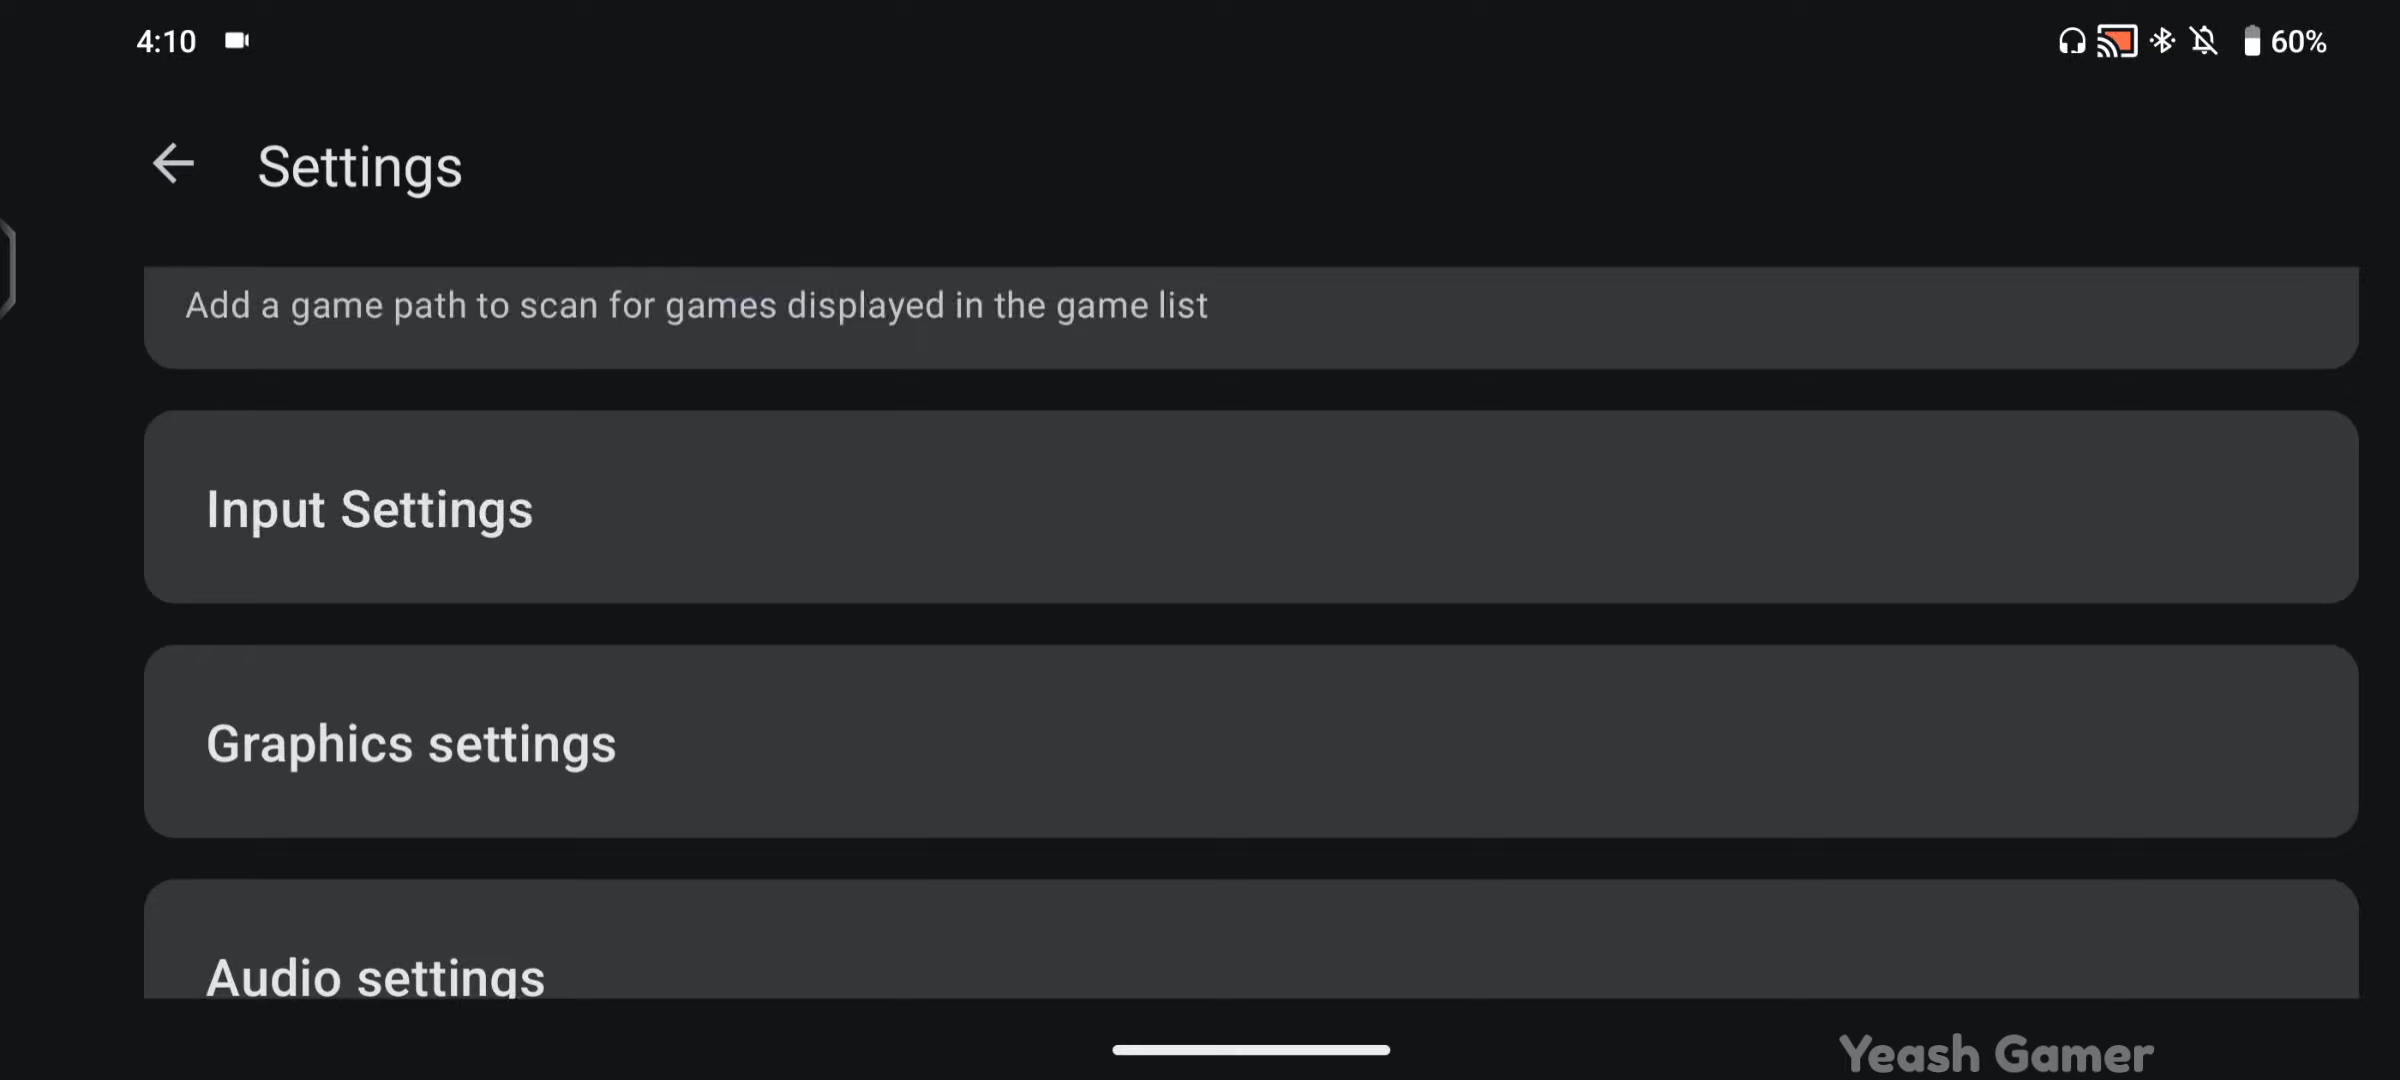 4:10
60%
Settings
Add a game path to scan for games displayed in the game list
Input Settings
Graphics settings
Audio settings
Yeash Gamer